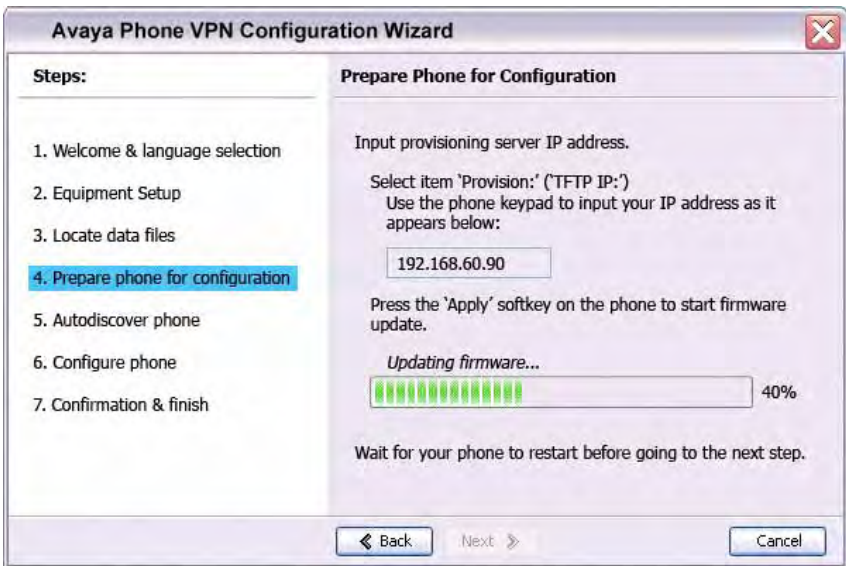 Avaya Phone VPN Configuration Wizard
Steps:
1. Welcome & language selection
2. Equipment Setup
3. Locate data files
4. Prepare phone for configuration
5. Autodiscover phone
6. Configure phone
7. Confirmation & finish
Prepare Phone for Configuration
Input provisioning server IP address.
Select item ‘Provision:’ (‘TFTP IP:’)
Use the phone keypad to input your IP address as it
appears below:
192.168.60.90
Press the ‘Apply’ softkey on the phone to start firmware
update.
Updating firmware...
40%
Wait for your phone to restart before going to the next step.
Back
Next
Cancel